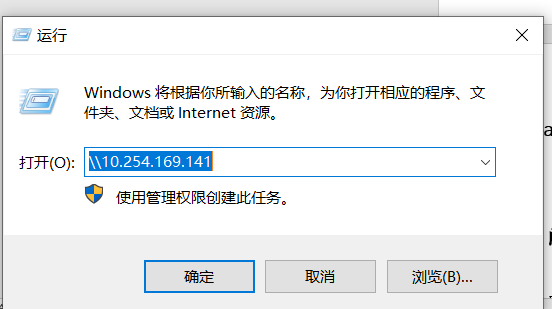 运行
Windows 将根据你所输入的名称，为你打开相应的程序、文
件夹、文档或 Internet 资源。
打开(O):
\\10.254.169.141
使用管理权限创建此任务。
确定
取消
浏览(B)...